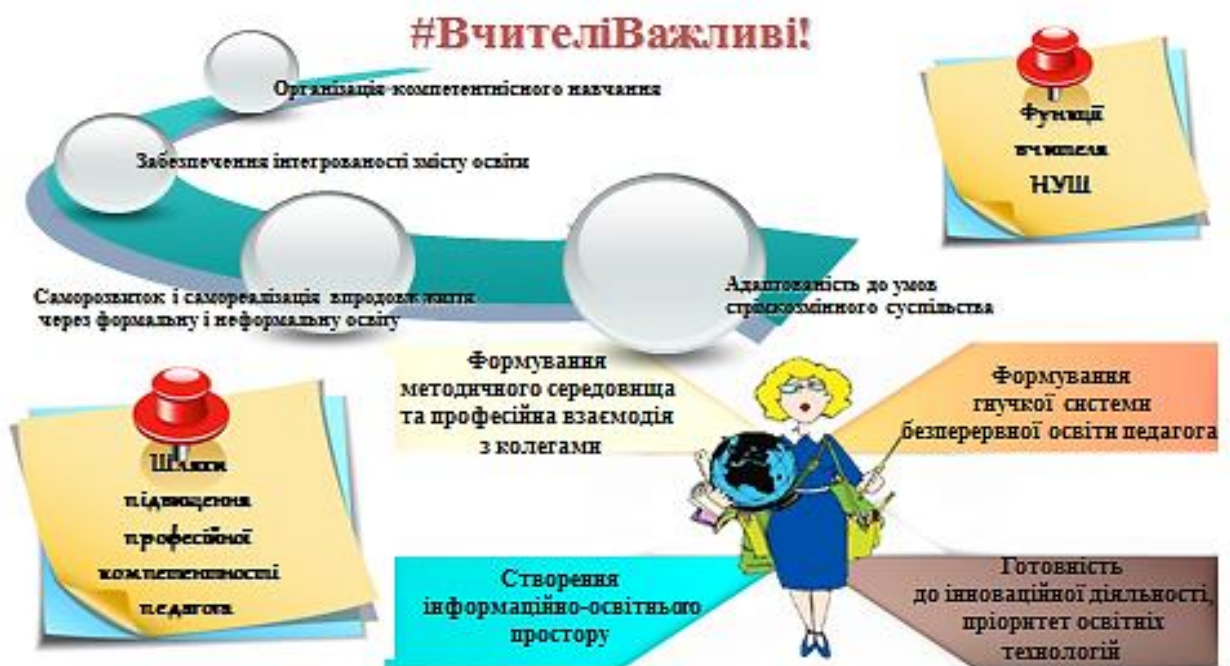 #ВчителіВажливі!
Організація компетентнісного навчання
Забезпечення інтегрованості змісту освіти
Саморозвиток і самореалізація впродовж життя
через формальну і неформальну освіту
Адаптованість до умов
стрімкозмінного суспільства
Функції
вчителя
НУШ
Шляхи
підвищення
професійної
компетентності
педагога
Формування
методичного середовища
та професійна взаємодія
з колегами
Формування
гнучкої системи
безперервної освіти педагога
Створення
інформаційно-освітнього
простору
Готовність
до інноваційної діяльності,
пріоритет освітніх
технологій